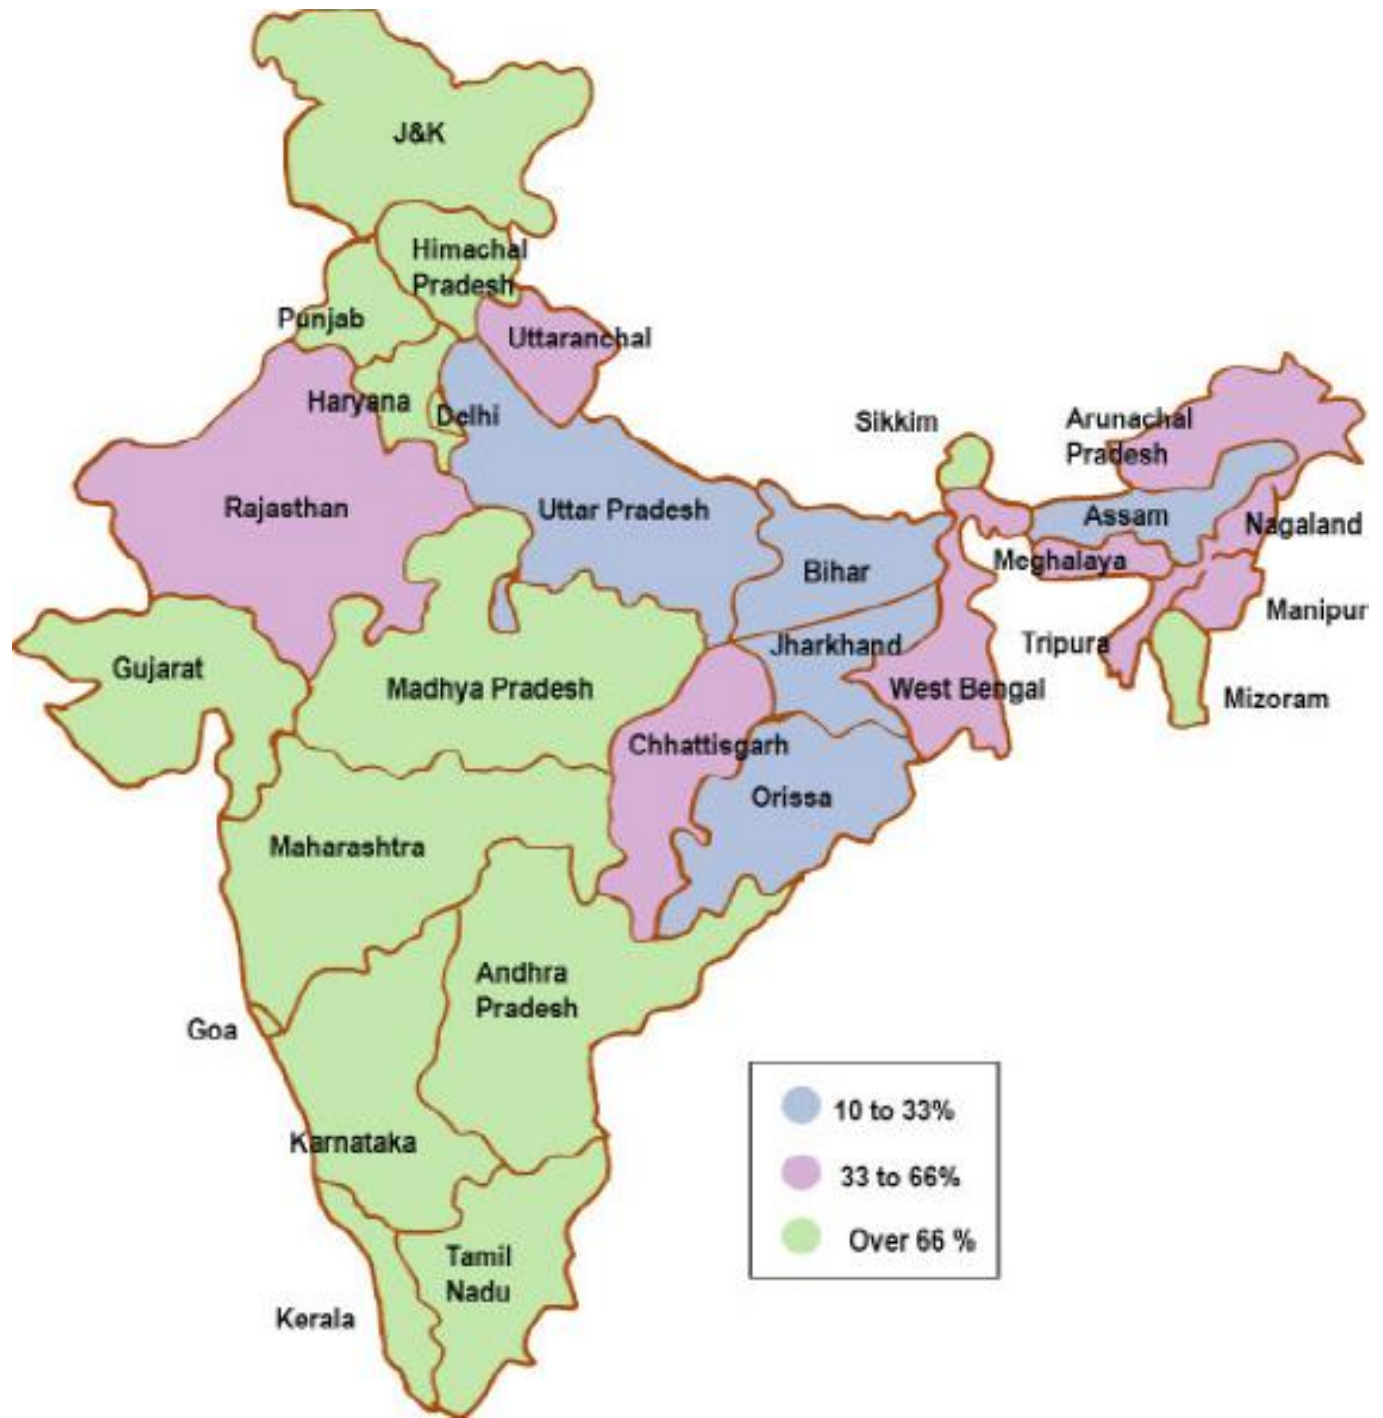 J&K
Himachal
Pradesh
Punjab
Uttaranchal
Haryana
Delhi
Sikkim
Arunachal
Pradesh
Rajasthan
Uttar Pradesh
Assam
Nagaland
Bihar
Meghalaya
Manipur
Jharkhand
Tripura
Gujarat
Madhya Pradesh
West Bengal
Mizoram
Chhattisgarh
Orissa
Maharashtra
Andhra
Pradesh
Goa
Karnataka
Tamil
Nadu
Kerala
10 to 33%
33 to 66%
Over 66 %